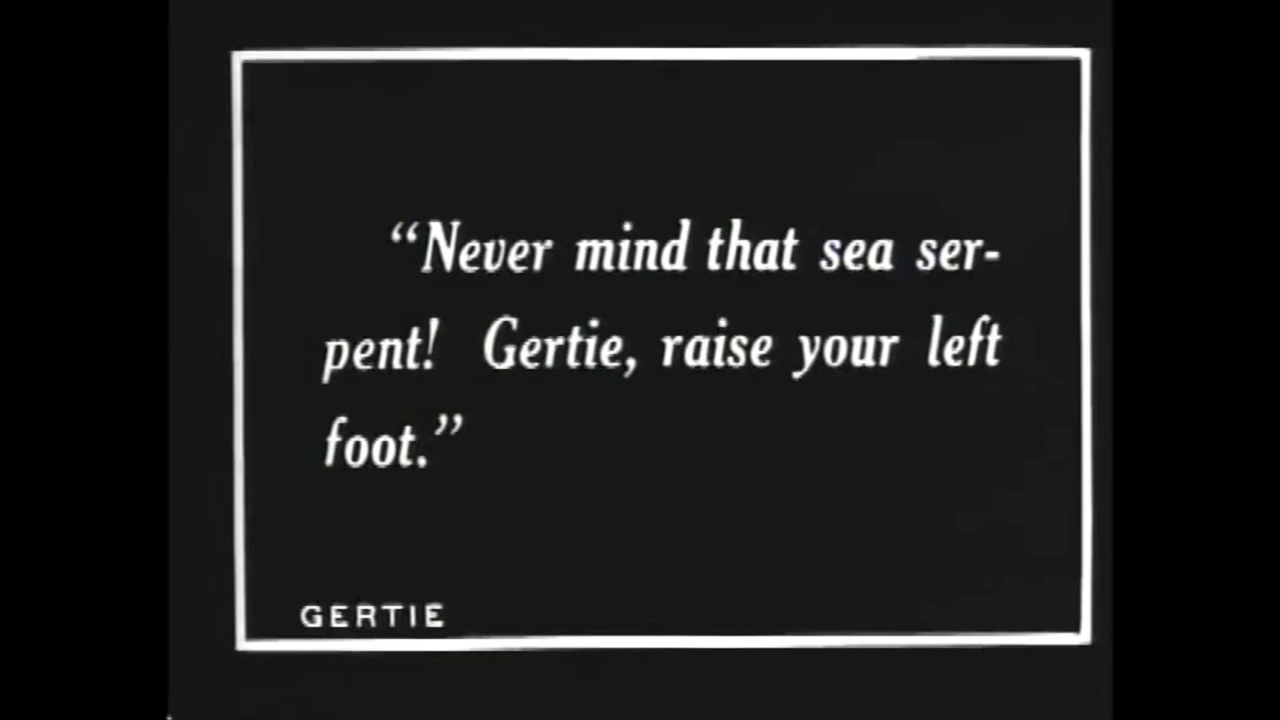 “Never mind that sea ser-
pent! Gertie, raise your left
foot.”
GERTIE